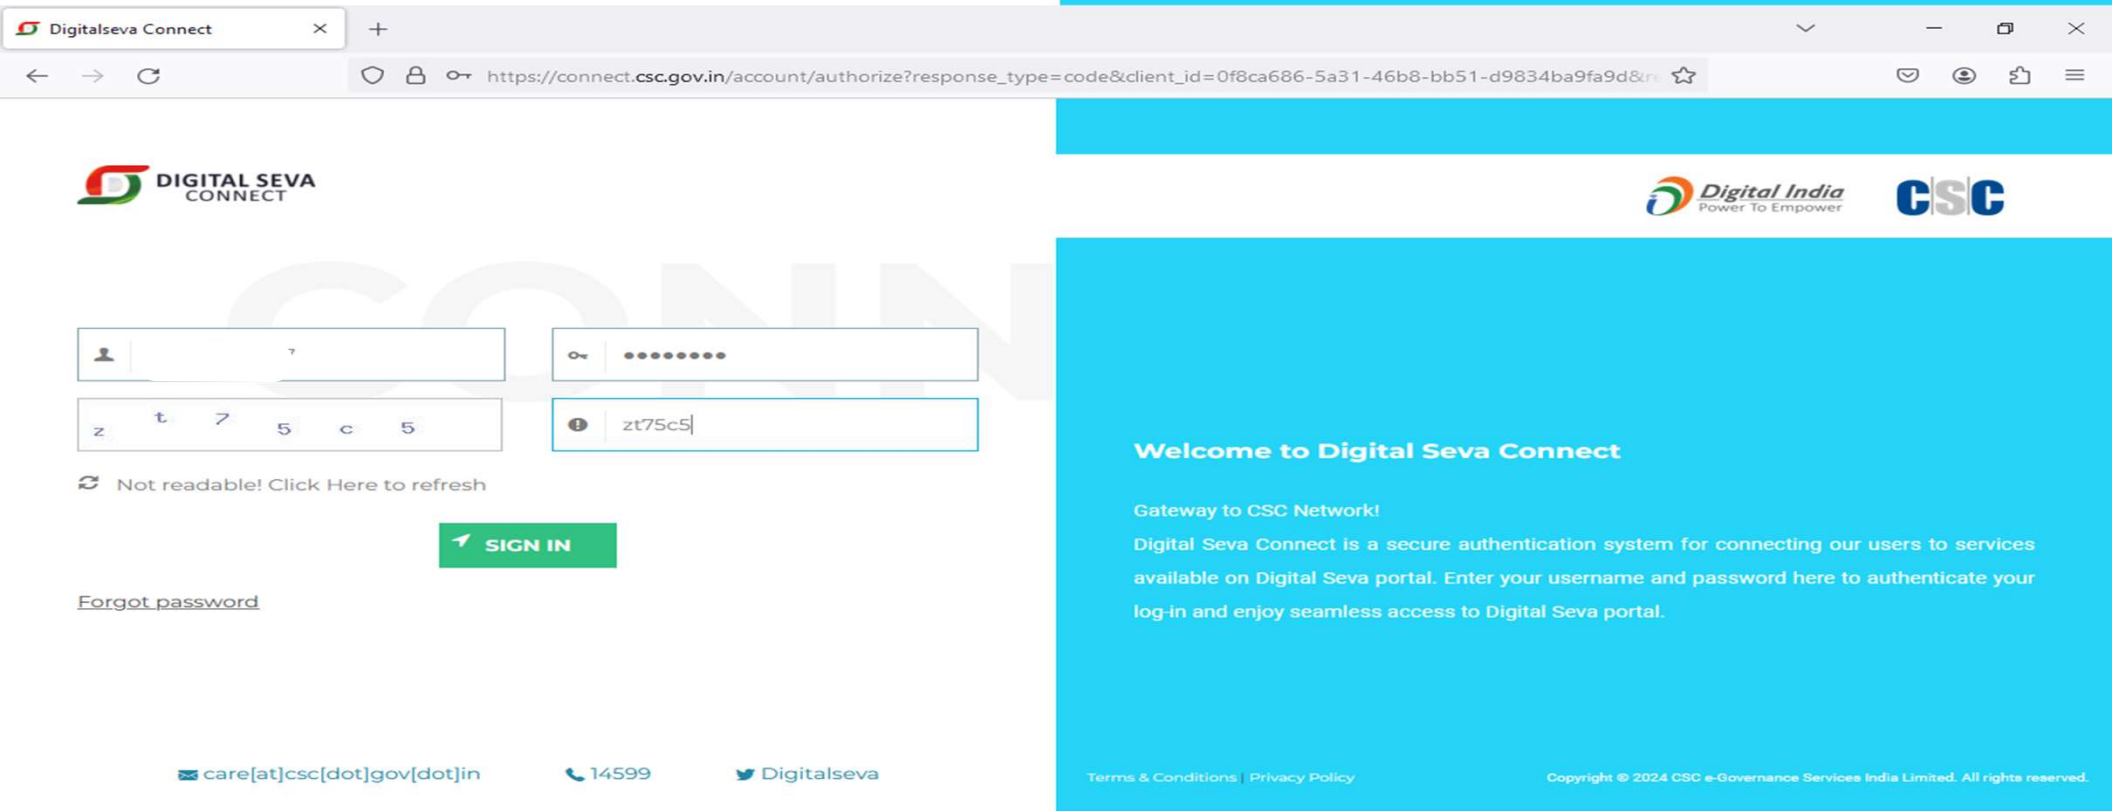 Digitalseva Connect
https://connect.csc.gov.in/account/authorize?response_type=code&client_id=0f8ca686-5a31-46b8-bb51-d9834ba9fa9d&r
DIGITAL SEVA
CONNECT
Digital India
Power To Empower
CSC
CONN
7
zt75c5
zt75c5
Not readable! Click Here to refresh
SIGN IN
Forgot password
care[at]csc[dot]gov[dot]in
14599
Digitalseva
Welcome to Digital Seva Connect
Gateway to CSC Network!
Digital Seva Connect is a secure authentication system for connecting our users to services
available on Digital Seva portal. Enter your username and password here to authenticate your
log-in and enjoy seamless access to Digital Seva portal.
Terms & Conditions | Privacy Policy
Copyright © 2024 CSC e-Governance Services India Limited. All rights reserved.